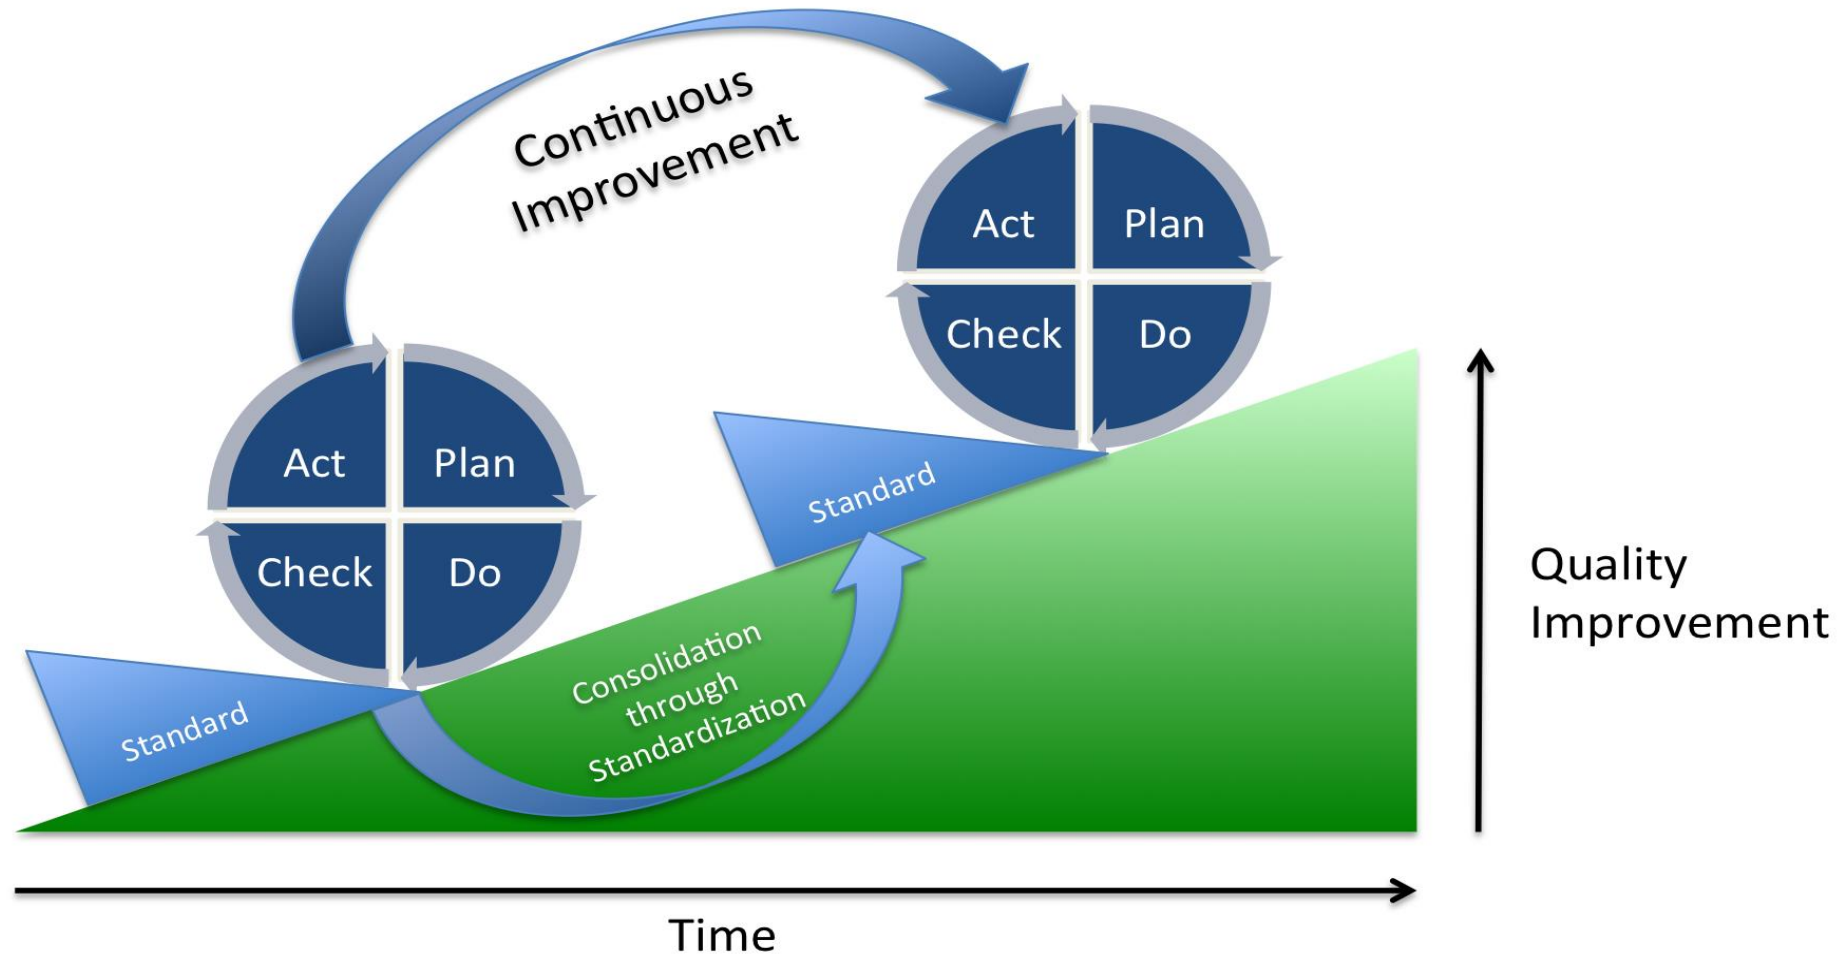 Continuous
Improvement
Act
Plan
Check
Do
Act
Plan
Check
Do
Standard
Standard
Consolidation
through
Standardization
Quality
Improvement
Time